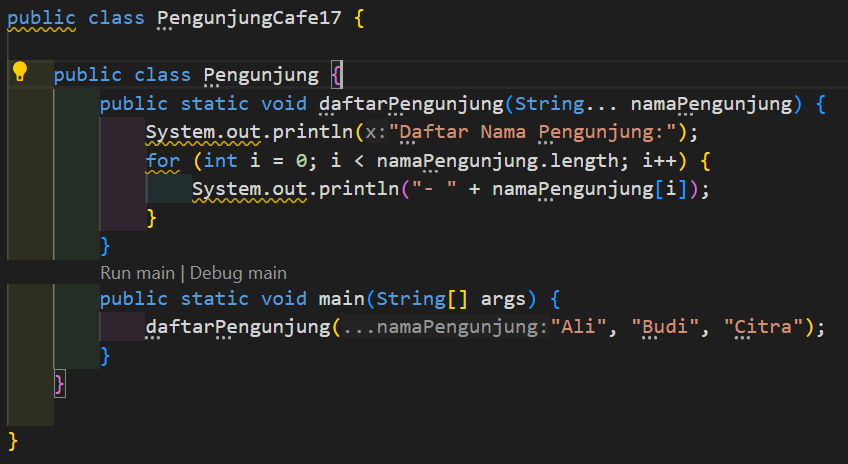 public class PengunjungCafe17 {
public class Pengunjung {
public static void daftarPengunjung(String... namaPengunjung) {
System.out.println(x:"Daftar Nama Pengunjung:");
for (int i = 0; i < namaPengunjung.length; i++) {
System.out.println("- " + namaPengunjung[i]);
}
}
Run main | Debug main
public static void main(String[] args) {
daftarPengunjung(...namaPengunjung:"Ali", "Budi", "Citra");
}
}
}